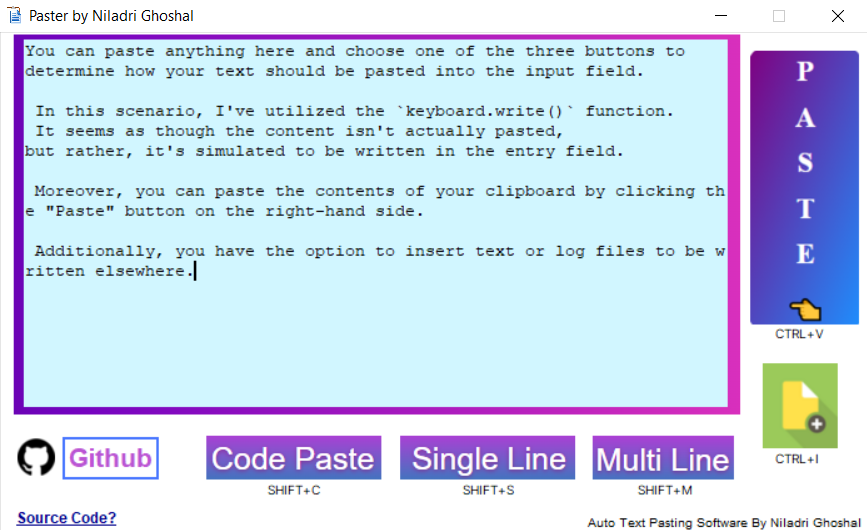 Paster by Niladri Ghoshal
You can paste anything here and choose one of the three buttons to
determine how your text should be pasted into the input field.
In this scenario, I've utilized the `keyboard.write()` function.
It seems as though the content isn't actually pasted,
but rather, it's simulated to be written in the entry field.
Moreover, you can paste the contents of your clipboard by clicking th
e "Paste" button on the right-hand side.
Additionally, you have the option to insert text or log files to be w
ritten elsewhere.
P
A
S
T
E
CTRL+V
CTRL+I
Github
Code Paste
Single Line
Multi Line
SHIFT+C
SHIFT+S
SHIFT+M
Source Code?
Auto Text Pasting Software By Niladri Ghoshal